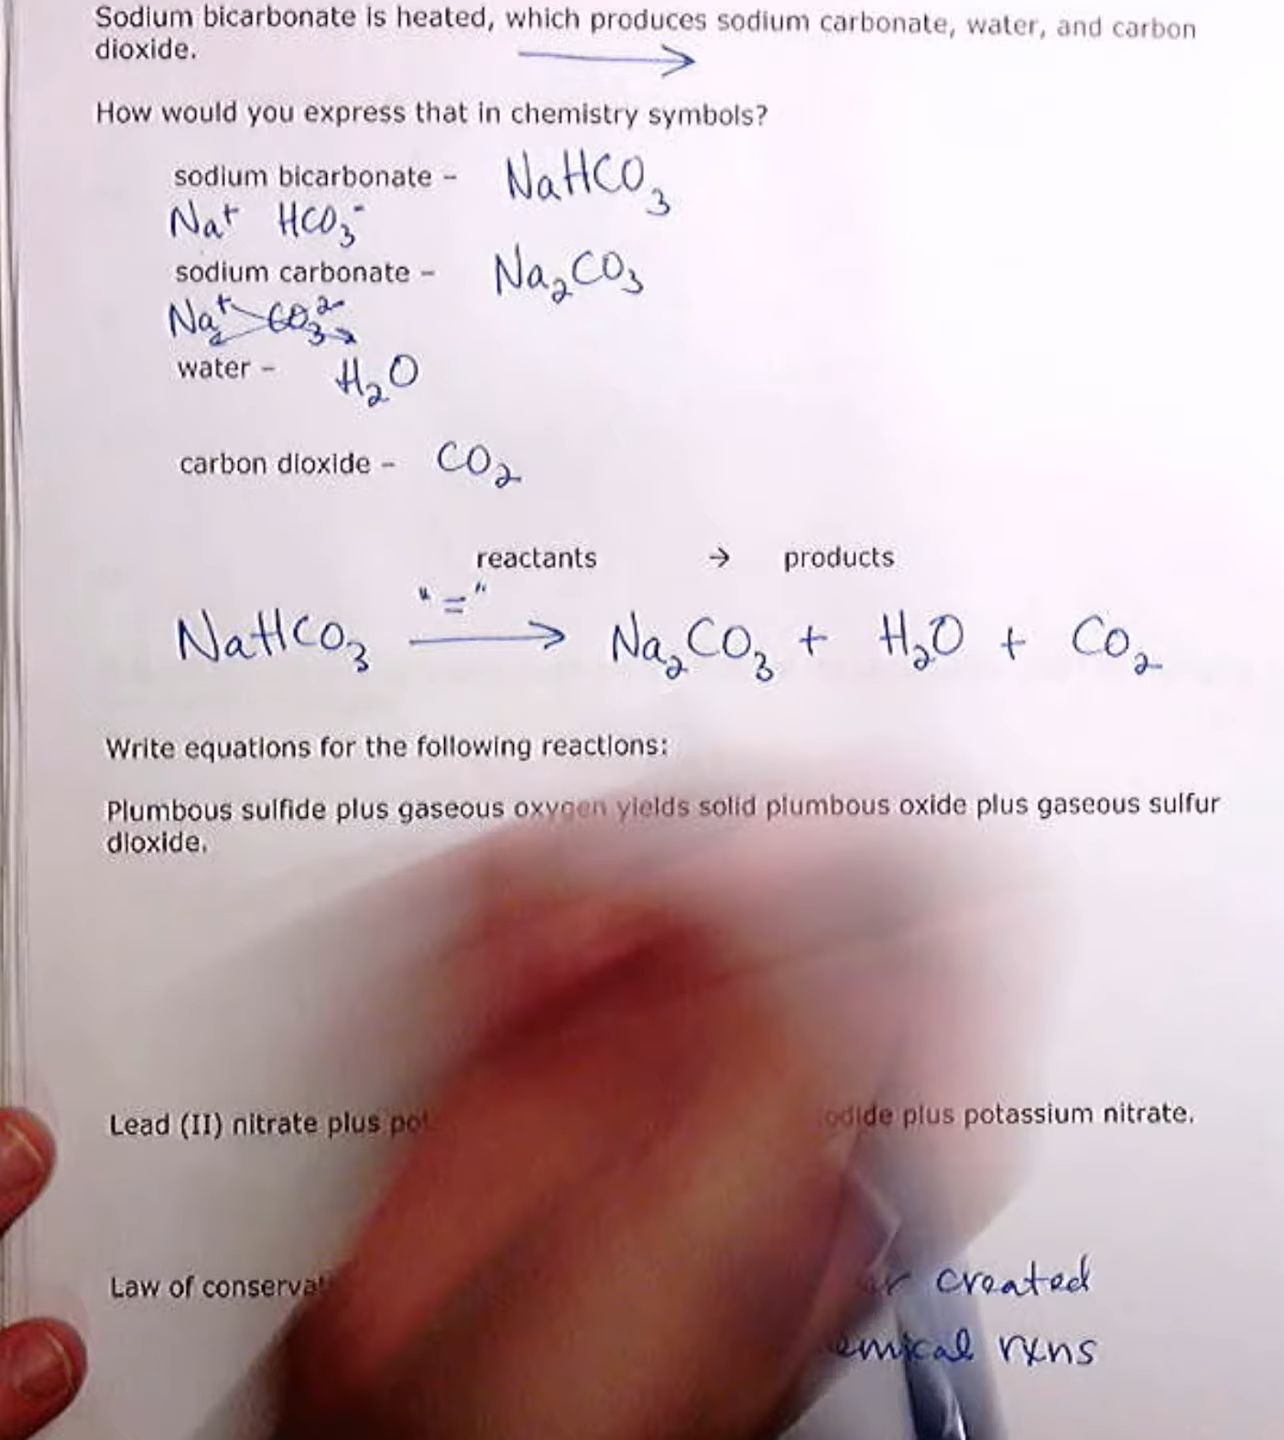 Sodium bicarbonate is heated, which produces sodium carbonate, water, and carbon
dioxide.
How would you express that in chemistry symbols?
sodium bicarbonate – NaHCO₃
Na⁺ HCO₃⁻
sodium carbonate – Na₂CO₃
Na⁺ CO₃²⁻
water – H₂O
carbon dioxide – CO₂
reactants → products
"="
NaHCO₃ → Na₂CO₃ + H₂O + CO₂
Write equations for the following reactions:
Plumbous sulfide plus gaseous oxygen yields solid plumbous oxide plus gaseous sulfur
dioxide.
Lead (II) nitrate plus plus potassium nitrate.
Law of created
rxns